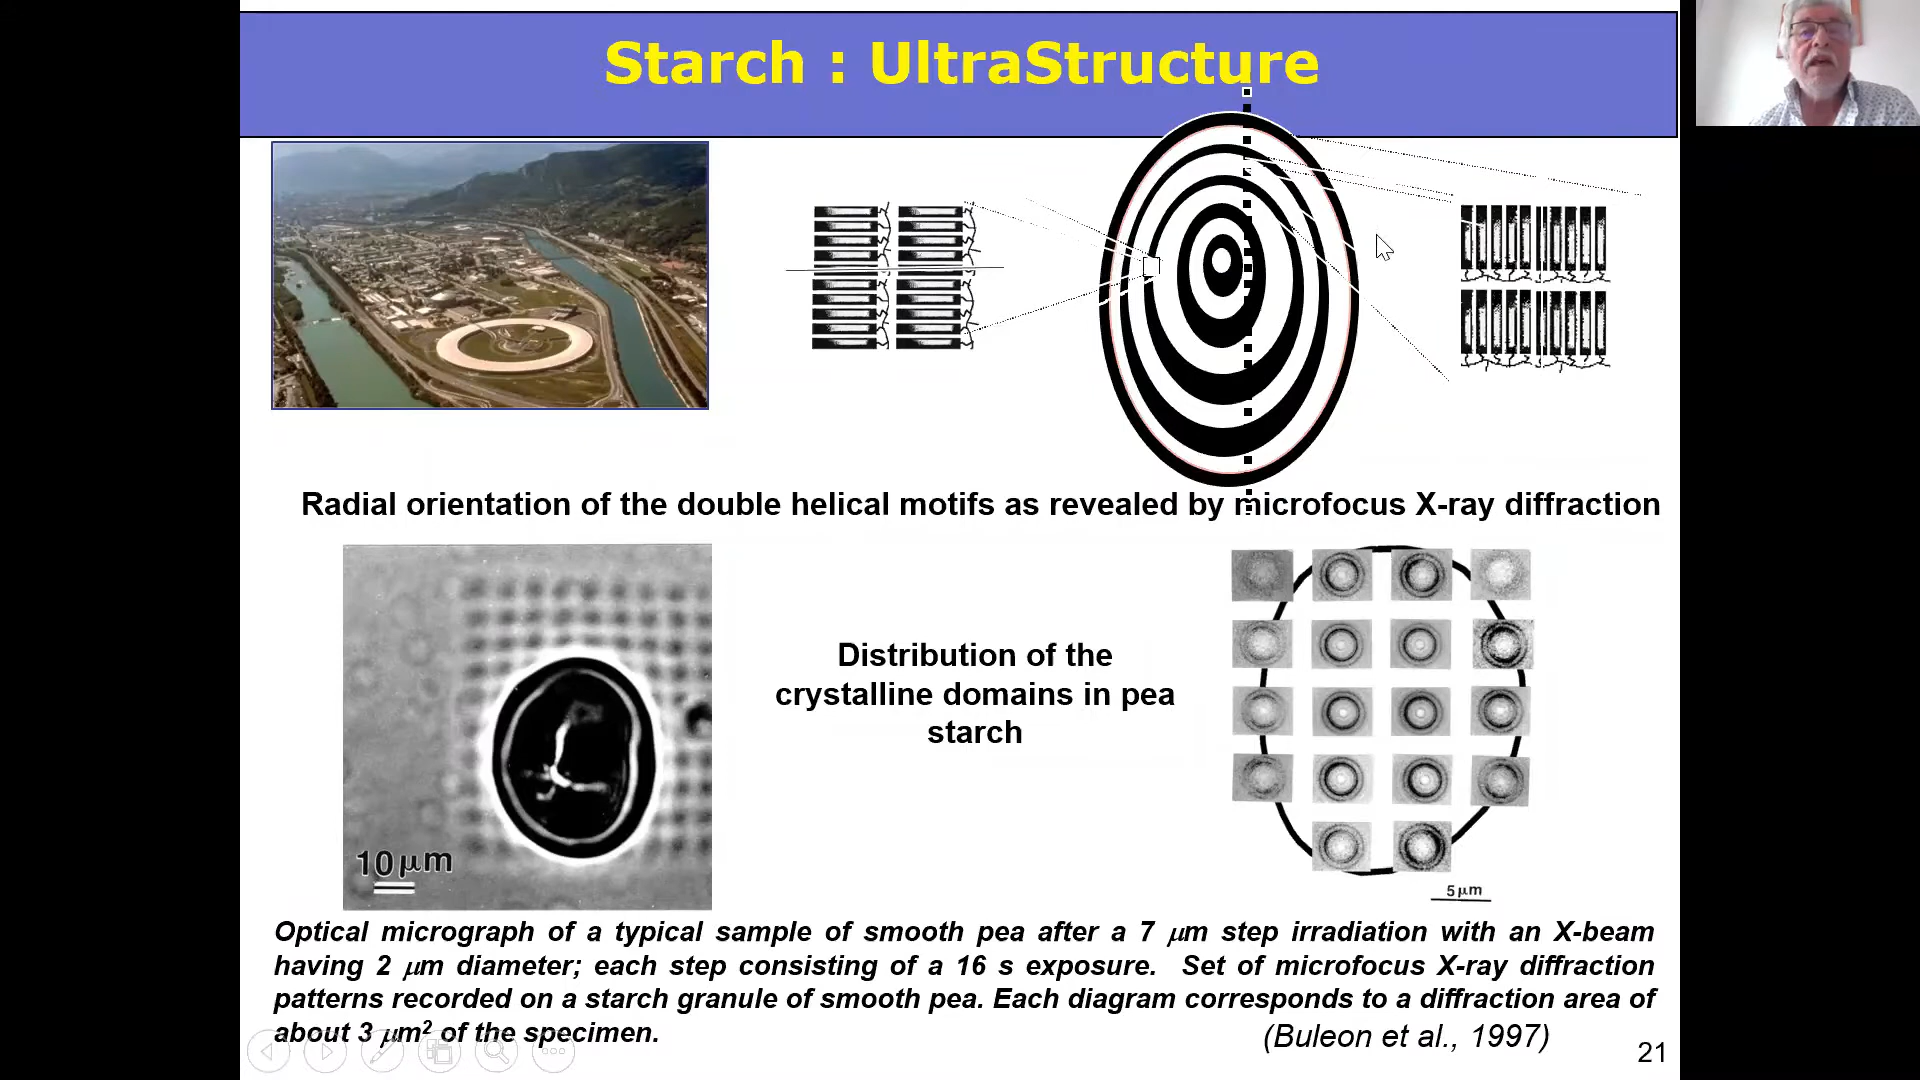 Starch : UltraStructure
Radial orientation of the double helical motifs as revealed by microfocus X-ray diffraction
Distribution of the
crystalline domains in pea
starch
10 μm
5 μm
Optical micrograph of a typical sample of smooth pea after a 7 μm step irradiation with an X-beam
having 2 μm diameter; each step consisting of a 16 s exposure. Set of microfocus X-ray diffraction
patterns recorded on a starch granule of smooth pea. Each diagram corresponds to a diffraction area of
about 3 μm² of the specimen.
(Buleon et al., 1997)
21